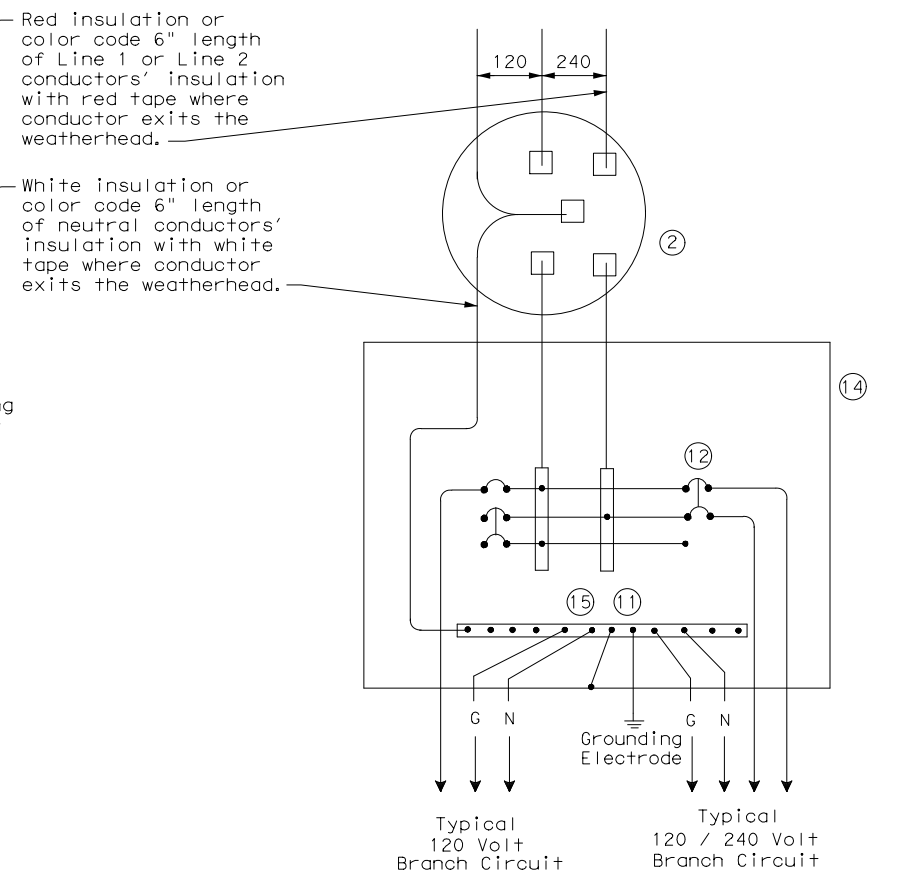 Red insulation or
color code 6" length
of Line 1 or Line 2
conductors' insulation
with red tape where
conductor exits the
weatherhead.
120
240
White insulation or
color code 6" length
of neutral conductors'
insulation with white
tape where conductor
exits the weatherhead.
2
14
12
15
11
G
N
Grounding
Electrode
G
N
Typical
120 Volt
Branch Circuit
Typical
120 / 240 Volt
Branch Circuit